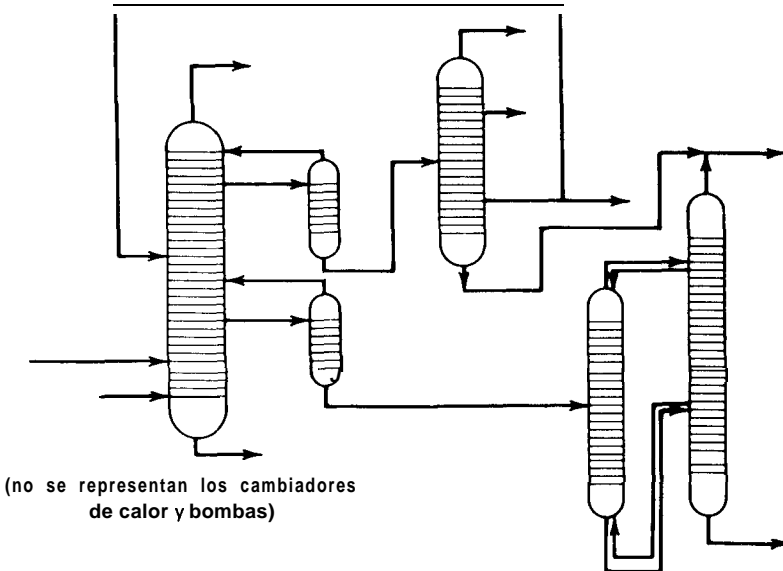 (no se representan los cambiadores
de calor y bombas)